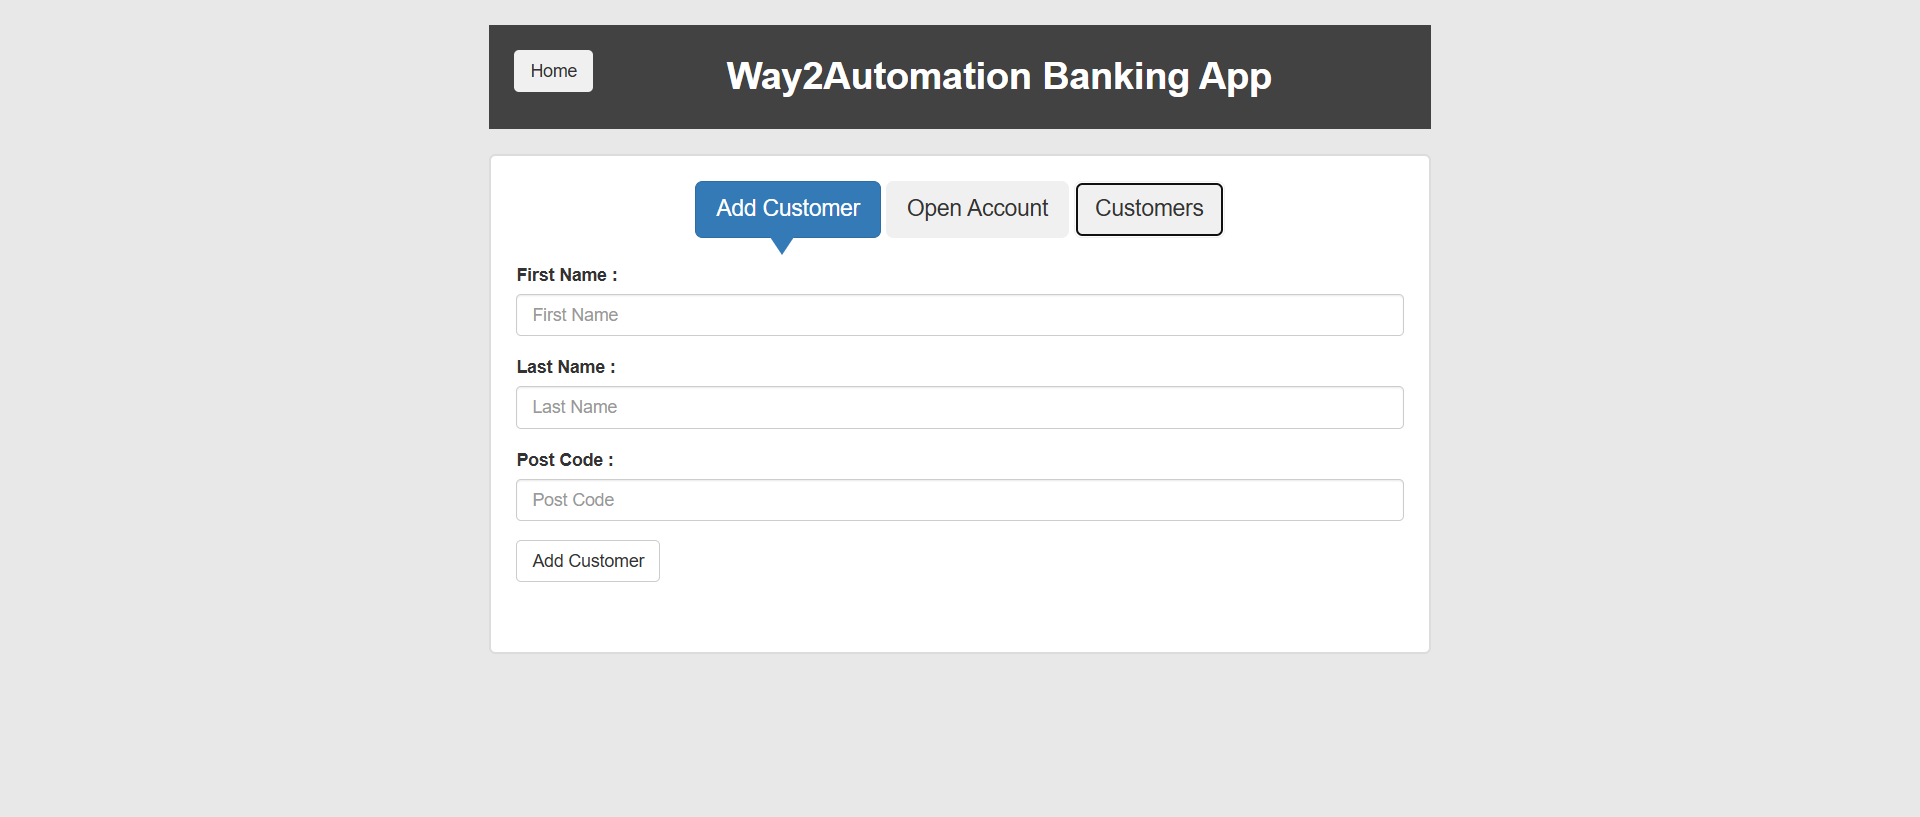 Home
Way2Automation Banking App
Add Customer
Open Account
Customers
First Name :
First Name
Last Name :
Last Name
Post Code :
Post Code
Add Customer